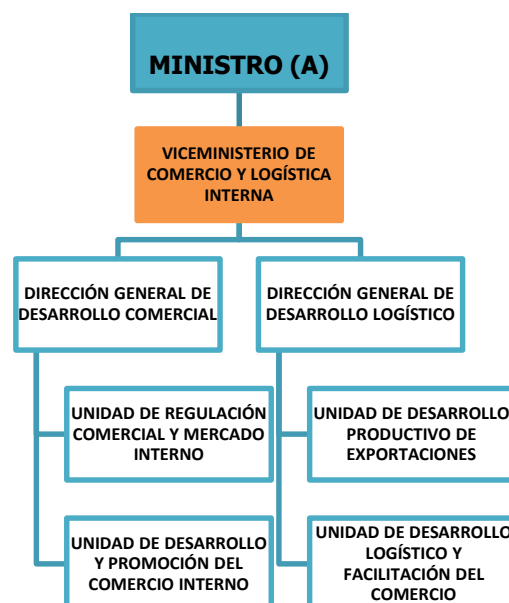 MINISTRO (A)
VICEMINISTERIO DE
COMERCIO Y LOGÍSTICA
INTERNA
DIRECCIÓN GENERAL DE
DESARROLLO COMERCIAL
DIRECCIÓN GENERAL DE
DESARROLLO LOGÍSTICO
UNIDAD DE REGULACIÓN
COMERCIAL Y MERCADO
INTERNO
UNIDAD DE DESARROLLO
PRODUCTIVO DE
EXPORTACIONES
UNIDAD DE DESARROLLO
Y PROMOCIÓN DEL
COMERCIO INTERNO
UNIDAD DE DESARROLLO
LOGÍSTICO Y
FACILITACIÓN DEL
COMERCIO